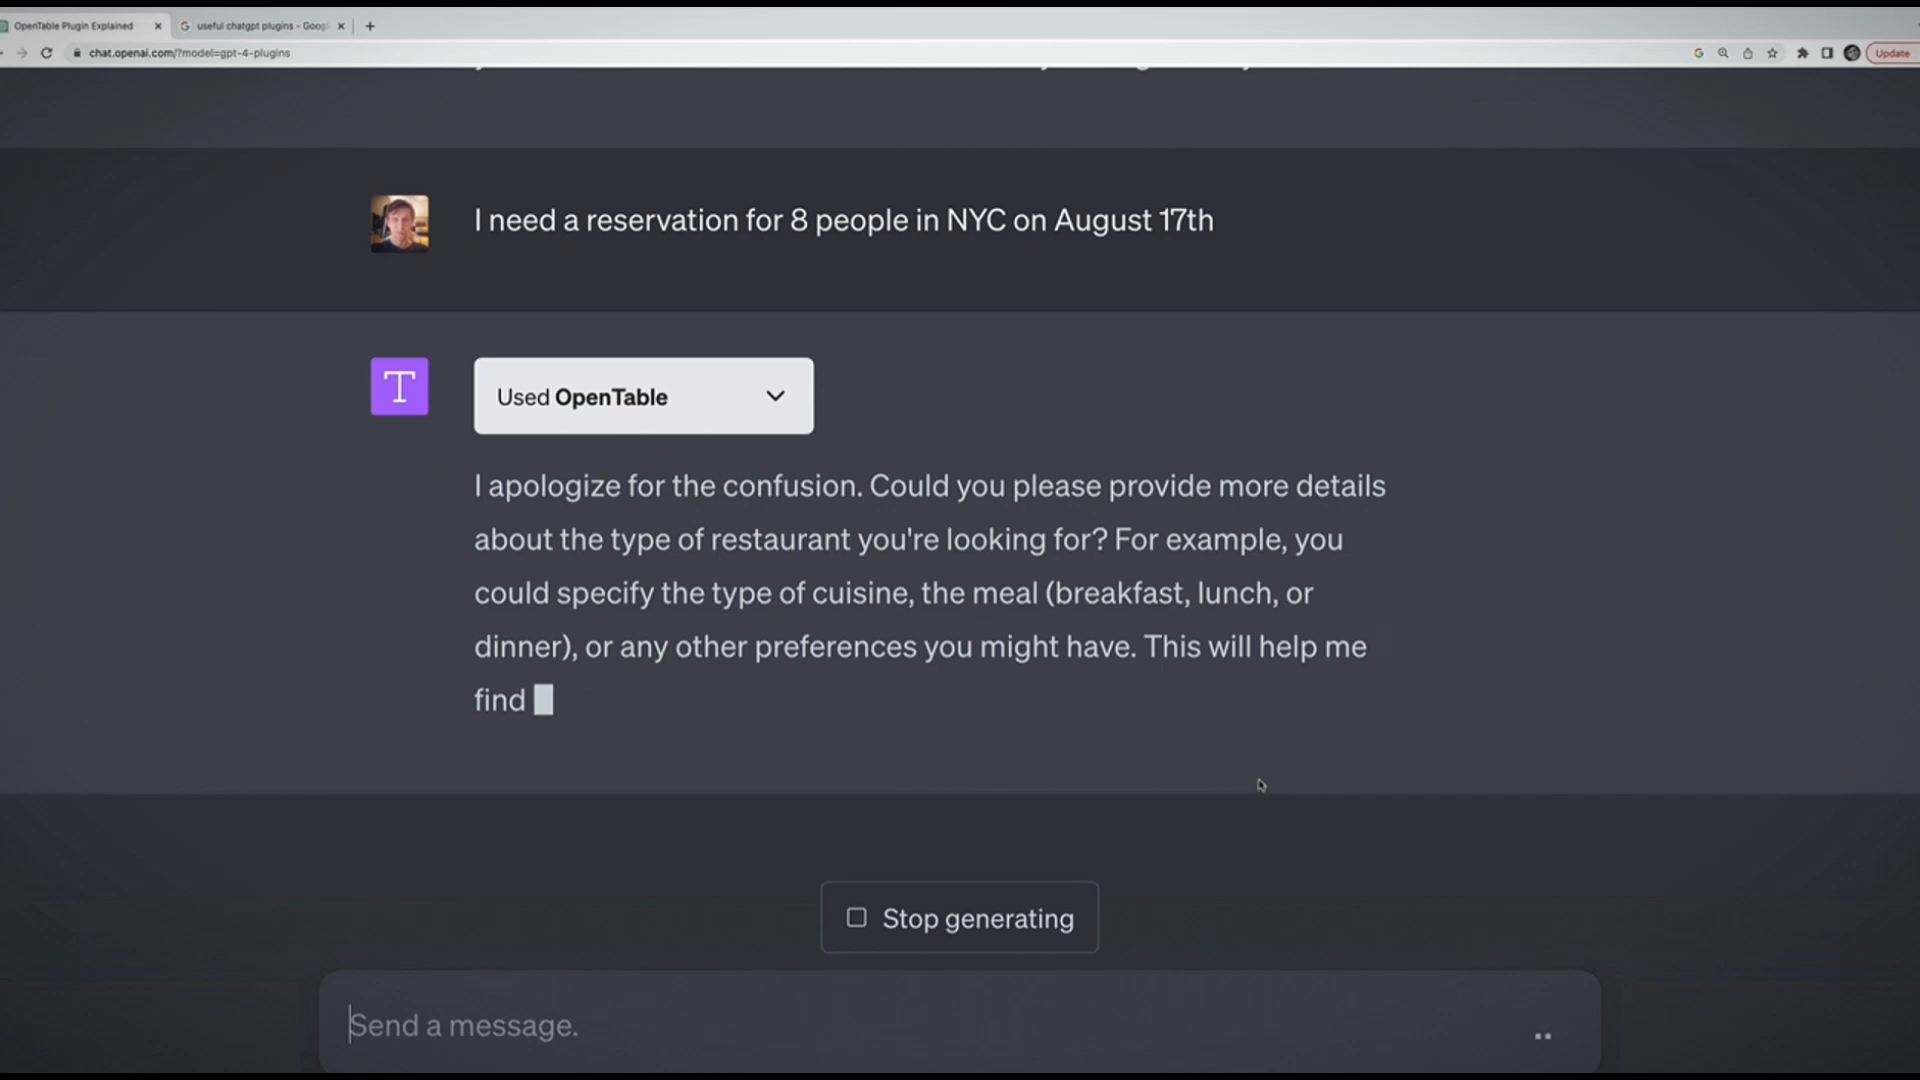 OpenTable Plugin Explained
useful chatgpt plugins - Goog
chat.openai.com/?model=gpt-4-plugins
Update
I need a reservation for 8 people in NYC on August 17th
T
Used OpenTable
I apologize for the confusion. Could you please provide more details
about the type of restaurant you're looking for? For example, you
could specify the type of cuisine, the meal (breakfast, lunch, or
dinner), or any other preferences you might have. This will help me
find
Stop generating
Send a message.